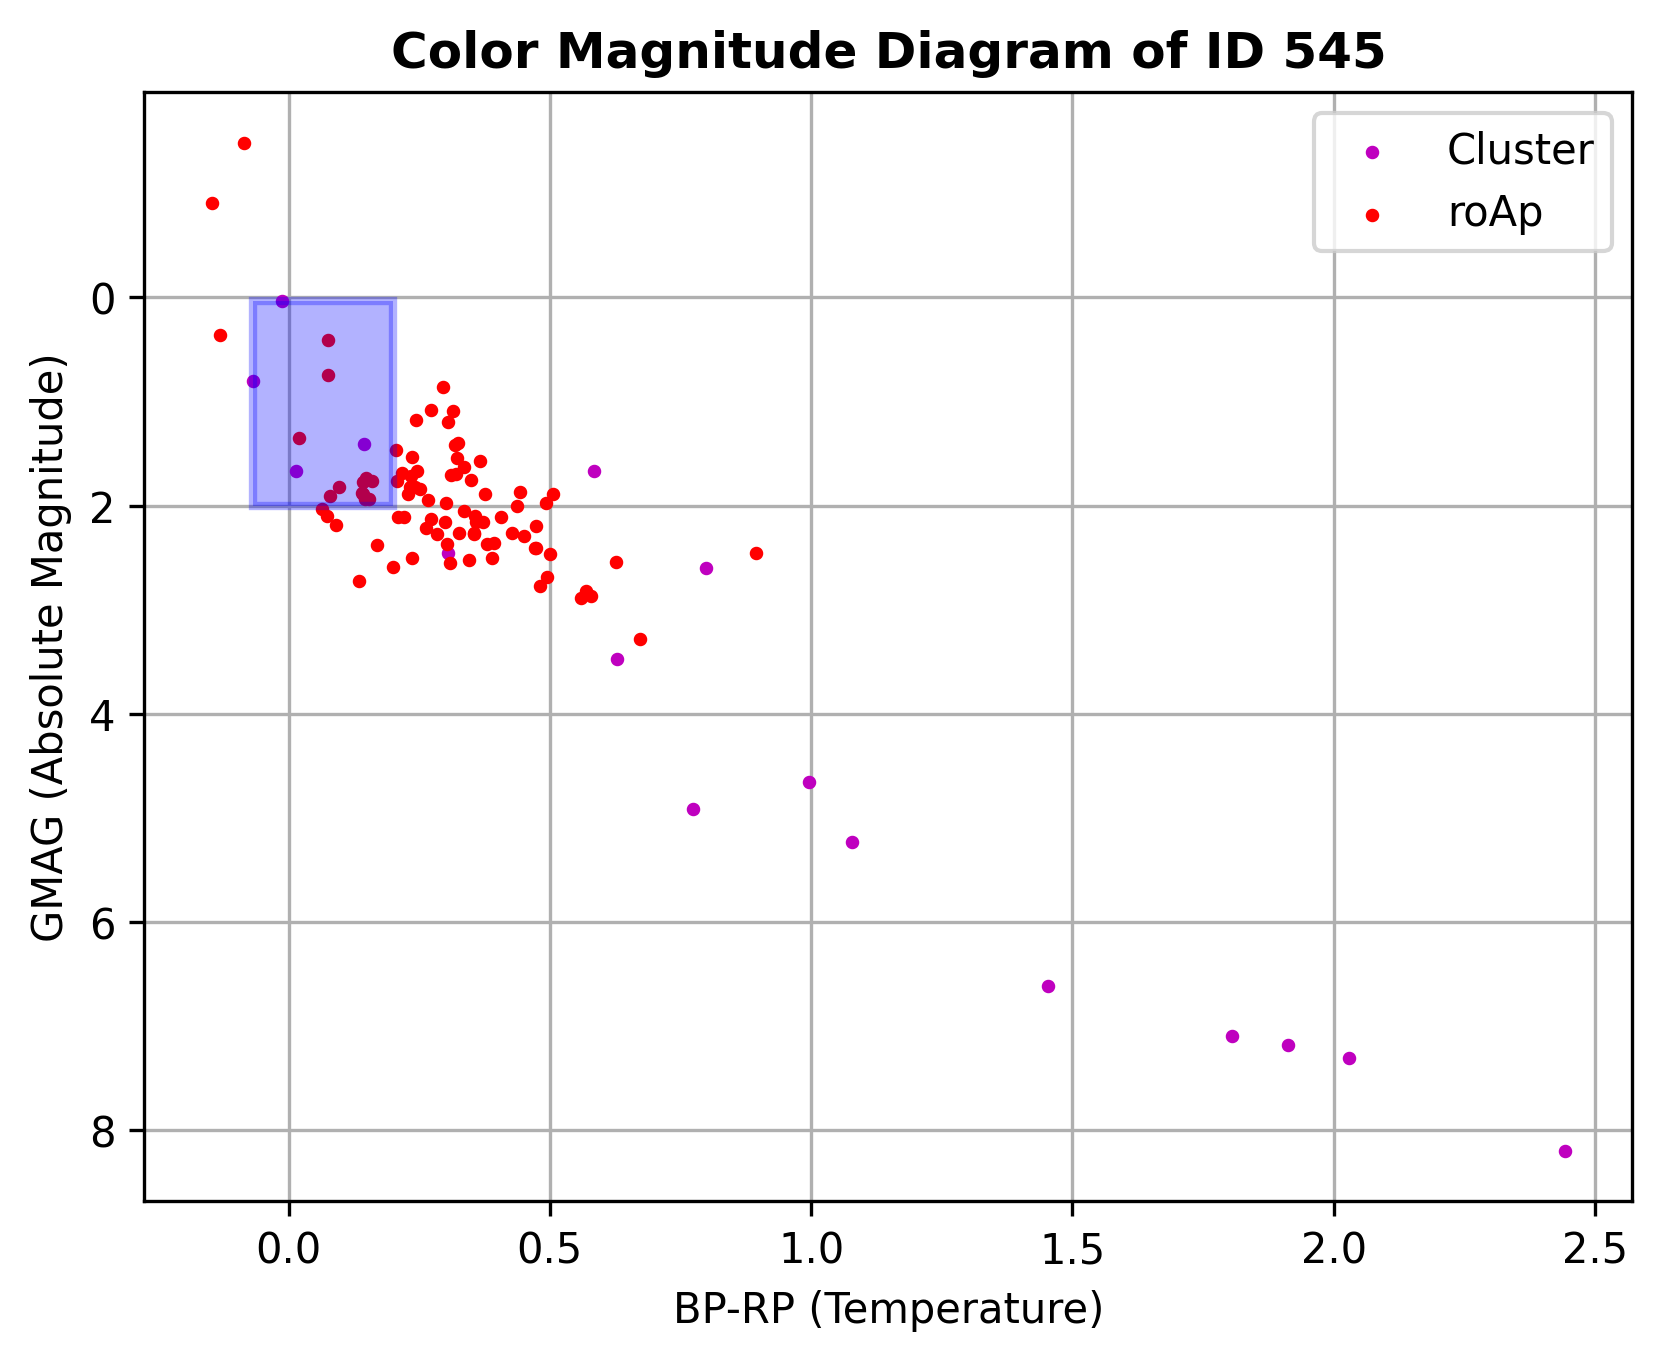 Color Magnitude Diagram of ID 545
Cluster
roAp
GMAG (Absolute Magnitude)
0
2
4
6
8
0.0 0.5 1.0 1.5 2.0 2.5
BP-RP (Temperature)